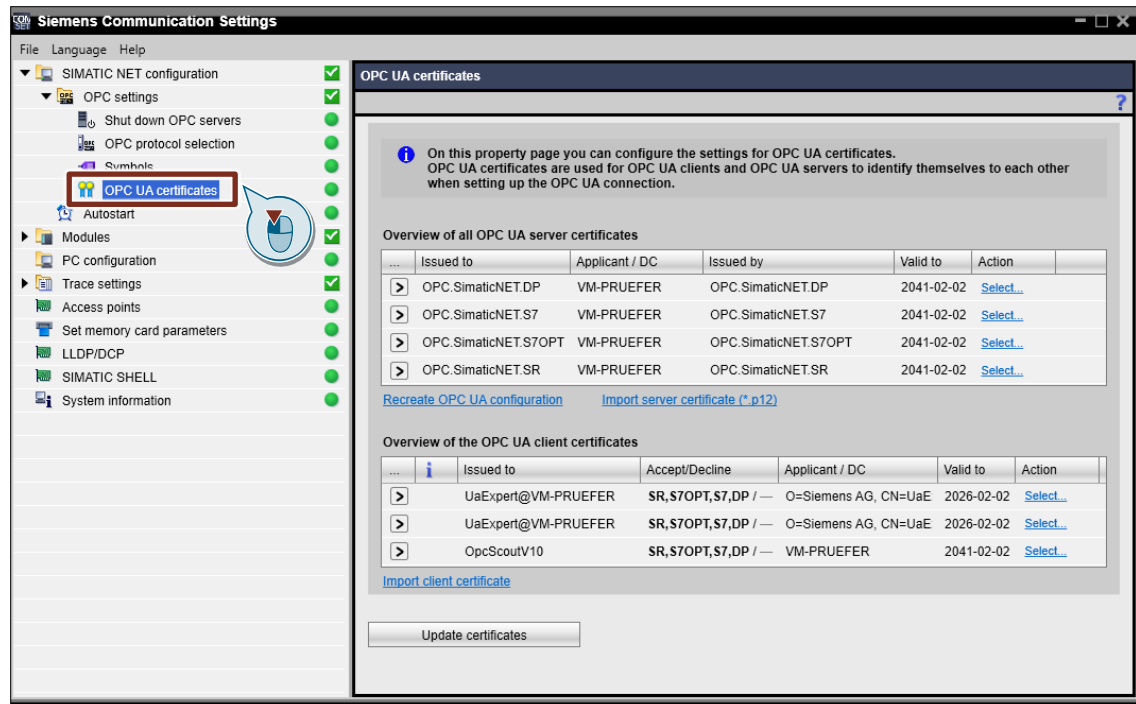 Siemens Communication Settings
File Language Help
SIMATIC NET configuration
OPC settings
Shut down OPC servers
OPC protocol selection
Symbols
OPC UA certificates
Autostart
Modules
PC configuration
Trace settings
Access points
Set memory card parameters
LLDP/DCP
SIMATIC SHELL
System information
OPC UA certificates
?
On this property page you can configure the settings for OPC UA certificates.
OPC UA certificates are used for OPC UA clients and OPC UA servers to identify themselves to each other
when setting up the OPC UA connection.
Overview of all OPC UA server certificates
... Issued to Applicant / DC Issued by Valid to Action
> OPC.SimaticNET.DP VM-PRUEFER OPC.SimaticNET.DP 2041-02-02 Select...
> OPC.SimaticNET.S7 VM-PRUEFER OPC.SimaticNET.S7 2041-02-02 Select...
> OPC.SimaticNET.S7OPT VM-PRUEFER OPC.SimaticNET.S7OPT 2041-02-02 Select...
> OPC.SimaticNET.SR VM-PRUEFER OPC.SimaticNET.SR 2041-02-02 Select...
Recreate OPC UA configuration Import server certificate (*.p12)
Overview of the OPC UA client certificates
... i Issued to Accept/Decline Applicant / DC Valid to Action
> UaExpert@VM-PRUEFER SR,S7OPT,S7,DP / — O=Siemens AG, CN=UaE 2026-02-02 Select...
> UaExpert@VM-PRUEFER SR,S7OPT,S7,DP / — O=Siemens AG, CN=UaE 2026-02-02 Select...
> OpcScoutV10 SR,S7OPT,S7,DP / — VM-PRUEFER 2041-02-02 Select...
Import client certificate
Update certificates